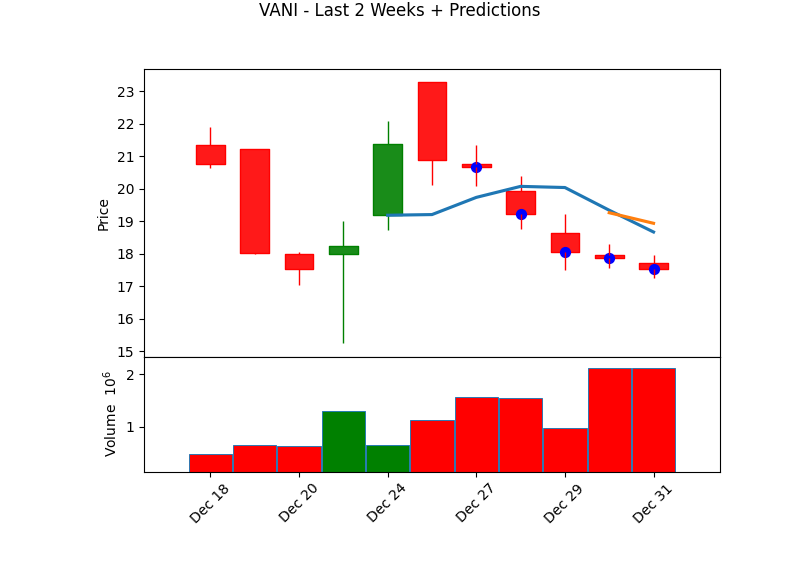 VANI - Last 2 Weeks + Predictions
23
22
21
20
19
18
17
16
15
Price
2
1
Volume 10^6
Dec 18
Dec 20
Dec 24
Dec 27
Dec 29
Dec 31